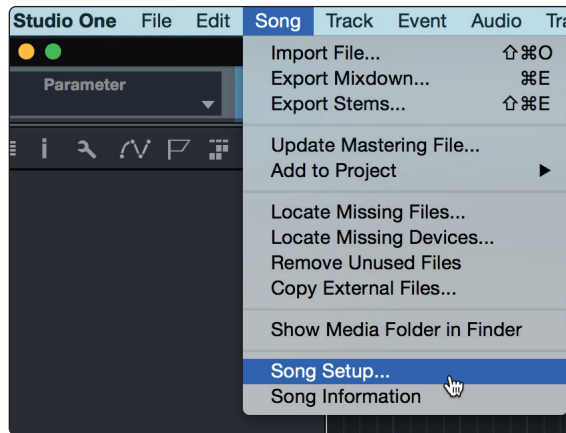 Studio One File Edit Song Track Event Audio Tra
Parameter
Import File... ⇧⌘O
Export Mixdown... ⌘E
Export Stems... ⇧⌘E
Update Mastering File...
Add to Project
Locate Missing Files...
Locate Missing Devices...
Remove Unused Files
Copy External Files...
Show Media Folder in Finder
Song Setup...
Song Information